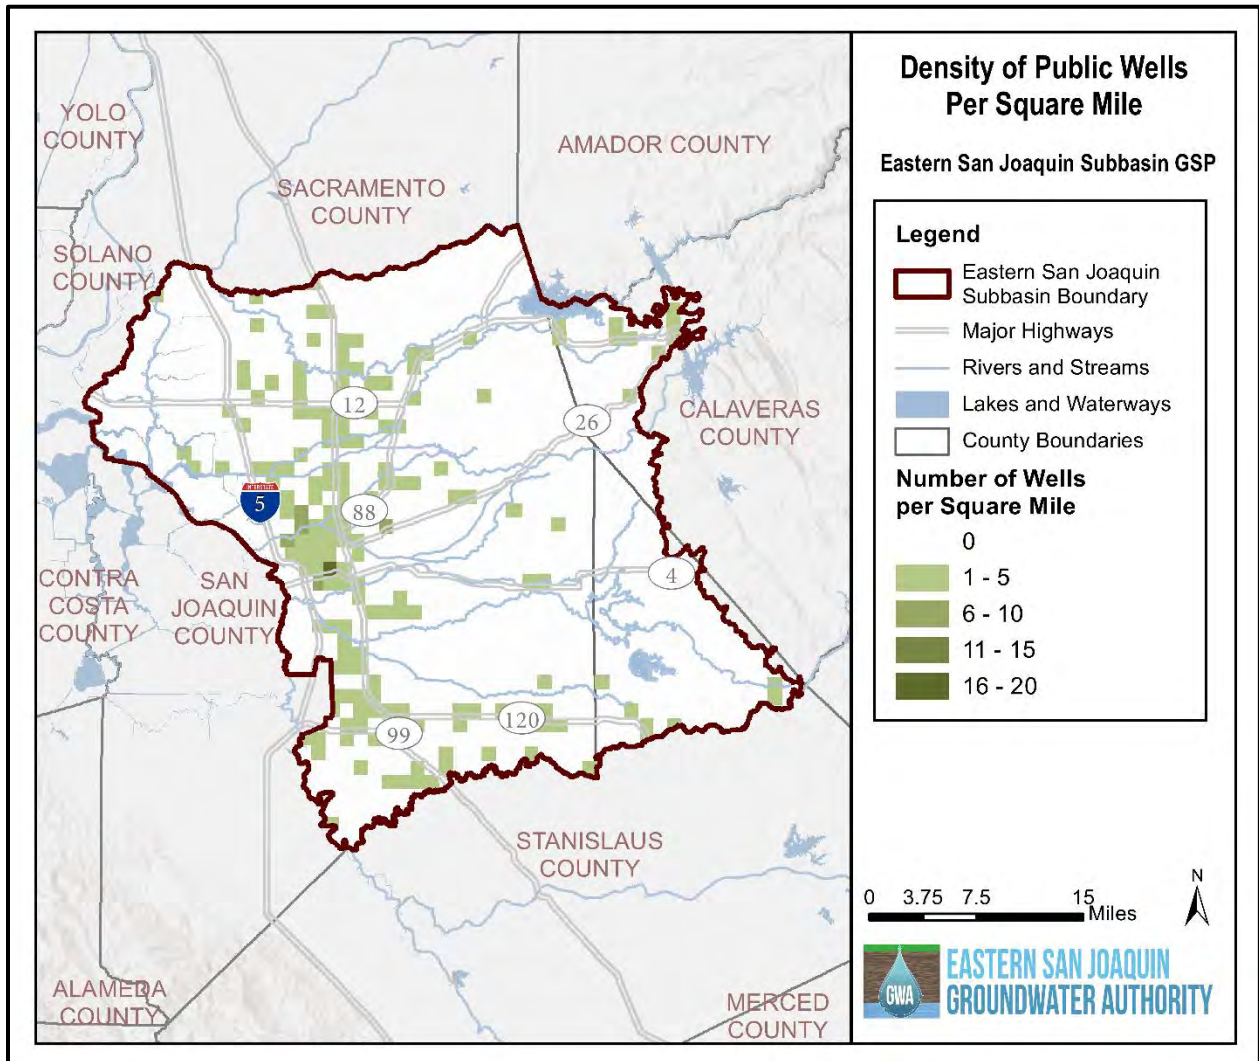 Density of Public Wells
Per Square Mile
Eastern San Joaquin Subbasin GSP
Legend
Eastern San Joaquin
Subbasin Boundary
Major Highways
Rivers and Streams
Lakes and Waterways
County Boundaries
Number of Wells
per Square Mile
0
1 - 5
6 - 10
11 - 15
16 - 20
YOLO
COUNTY
AMADOR COUNTY
SACRAMENTO
COUNTY
SOLANO
COUNTY
12
26
CALAVERAS
COUNTY
INTERSTATE
5
88
4
CONTRA
COSTA
COUNTY
SAN
JOAQUIN
COUNTY
120
99
STANISLAUS
COUNTY
ALAMEDA
COUNTY
MERCED
COUNTY
N
0 3.75 7.5 15
Miles
GWA
EASTERN SAN JOAQUIN
GROUNDWATER AUTHORITY